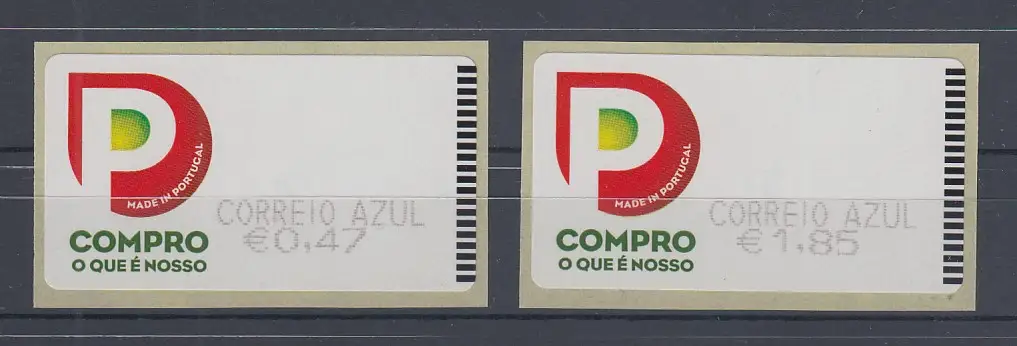 P
MADE IN PORTUGAL
COMPRO
O QUE É NOSSO
CORREIO AZUL
€0,47
P
MADE IN PORTUGAL
COMPRO
O QUE É NOSSO
CORREIO AZUL
€1,85